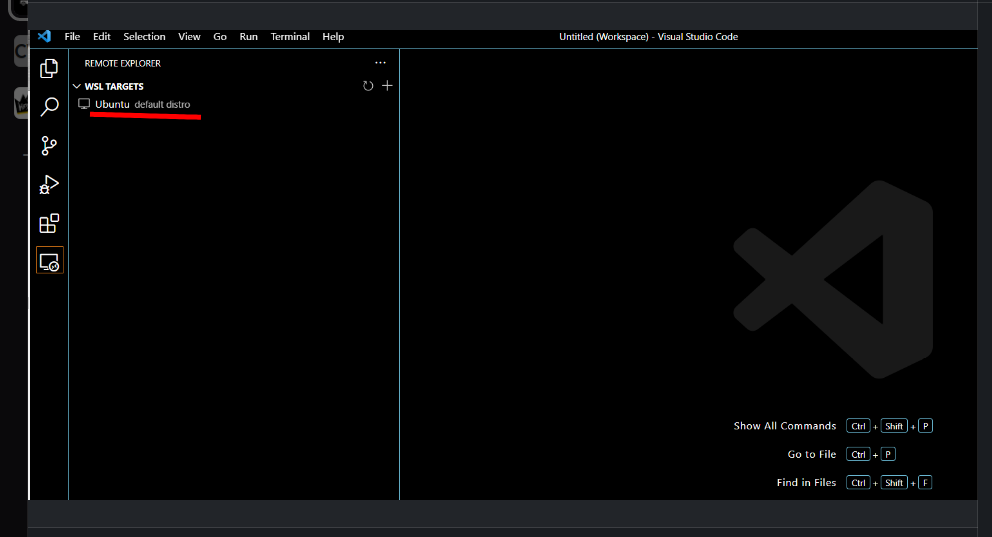 File Edit Selection View Go Run Terminal Help
Untitled (Workspace) - Visual Studio Code
REMOTE EXPLORER
WSL TARGETS
Ubuntu default distro
Show All Commands Ctrl + Shift + P
Go to File Ctrl + P
Find in Files Ctrl + Shift + F